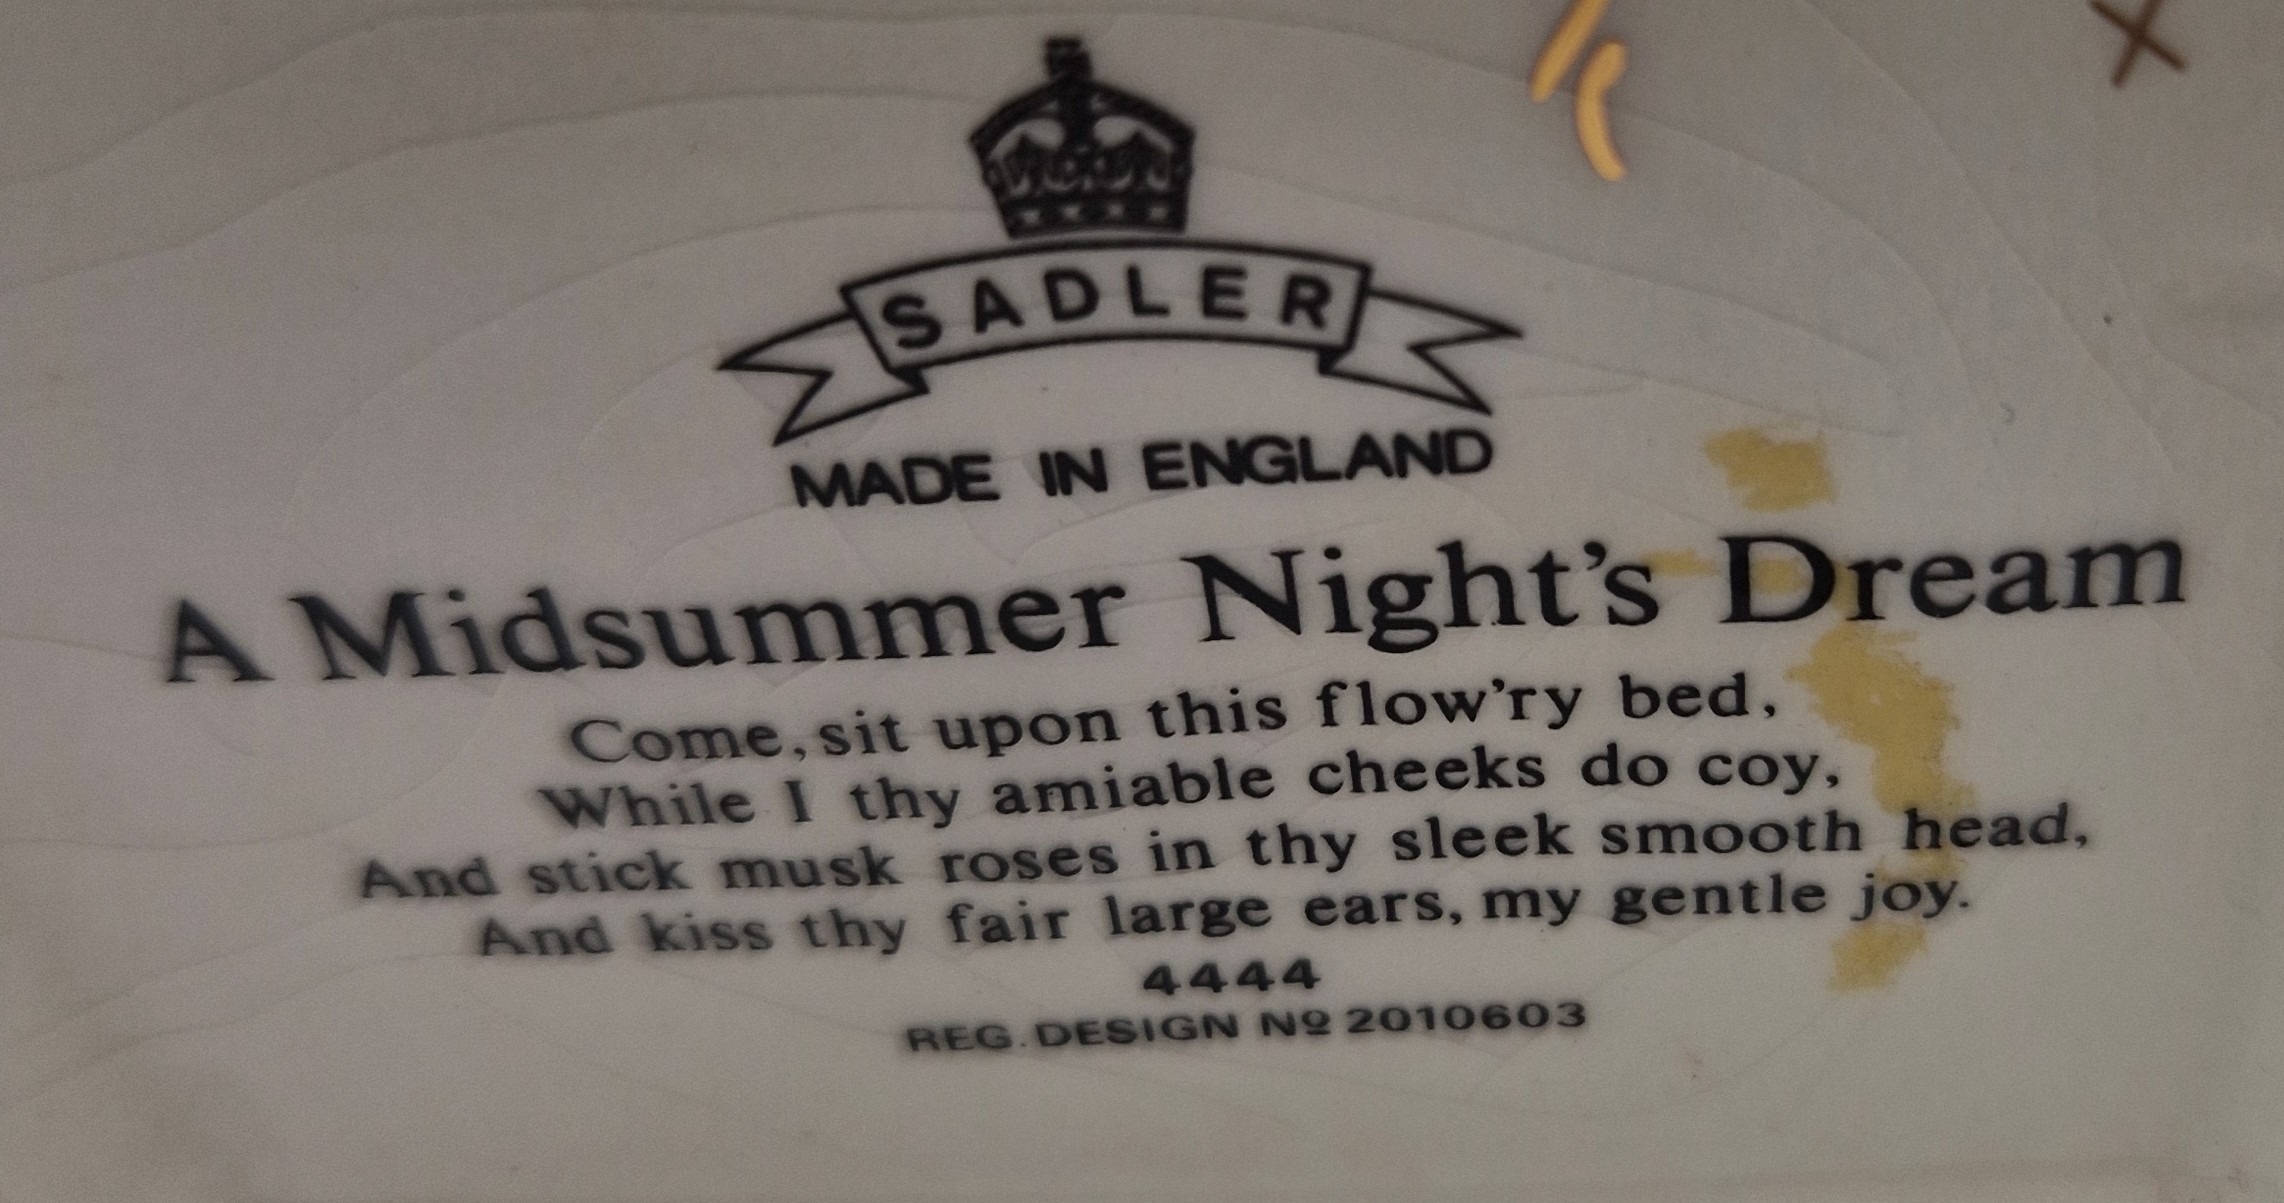 SADLER
MADE IN ENGLAND
A Midsummer Night's Dream
Come, sit upon this flow'ry bed,
While I thy amiable cheeks do coy,
And stick musk roses in thy sleek smooth head,
And kiss thy fair large ears, my gentle joy.
4444
REG. DESIGN Nº 2010603